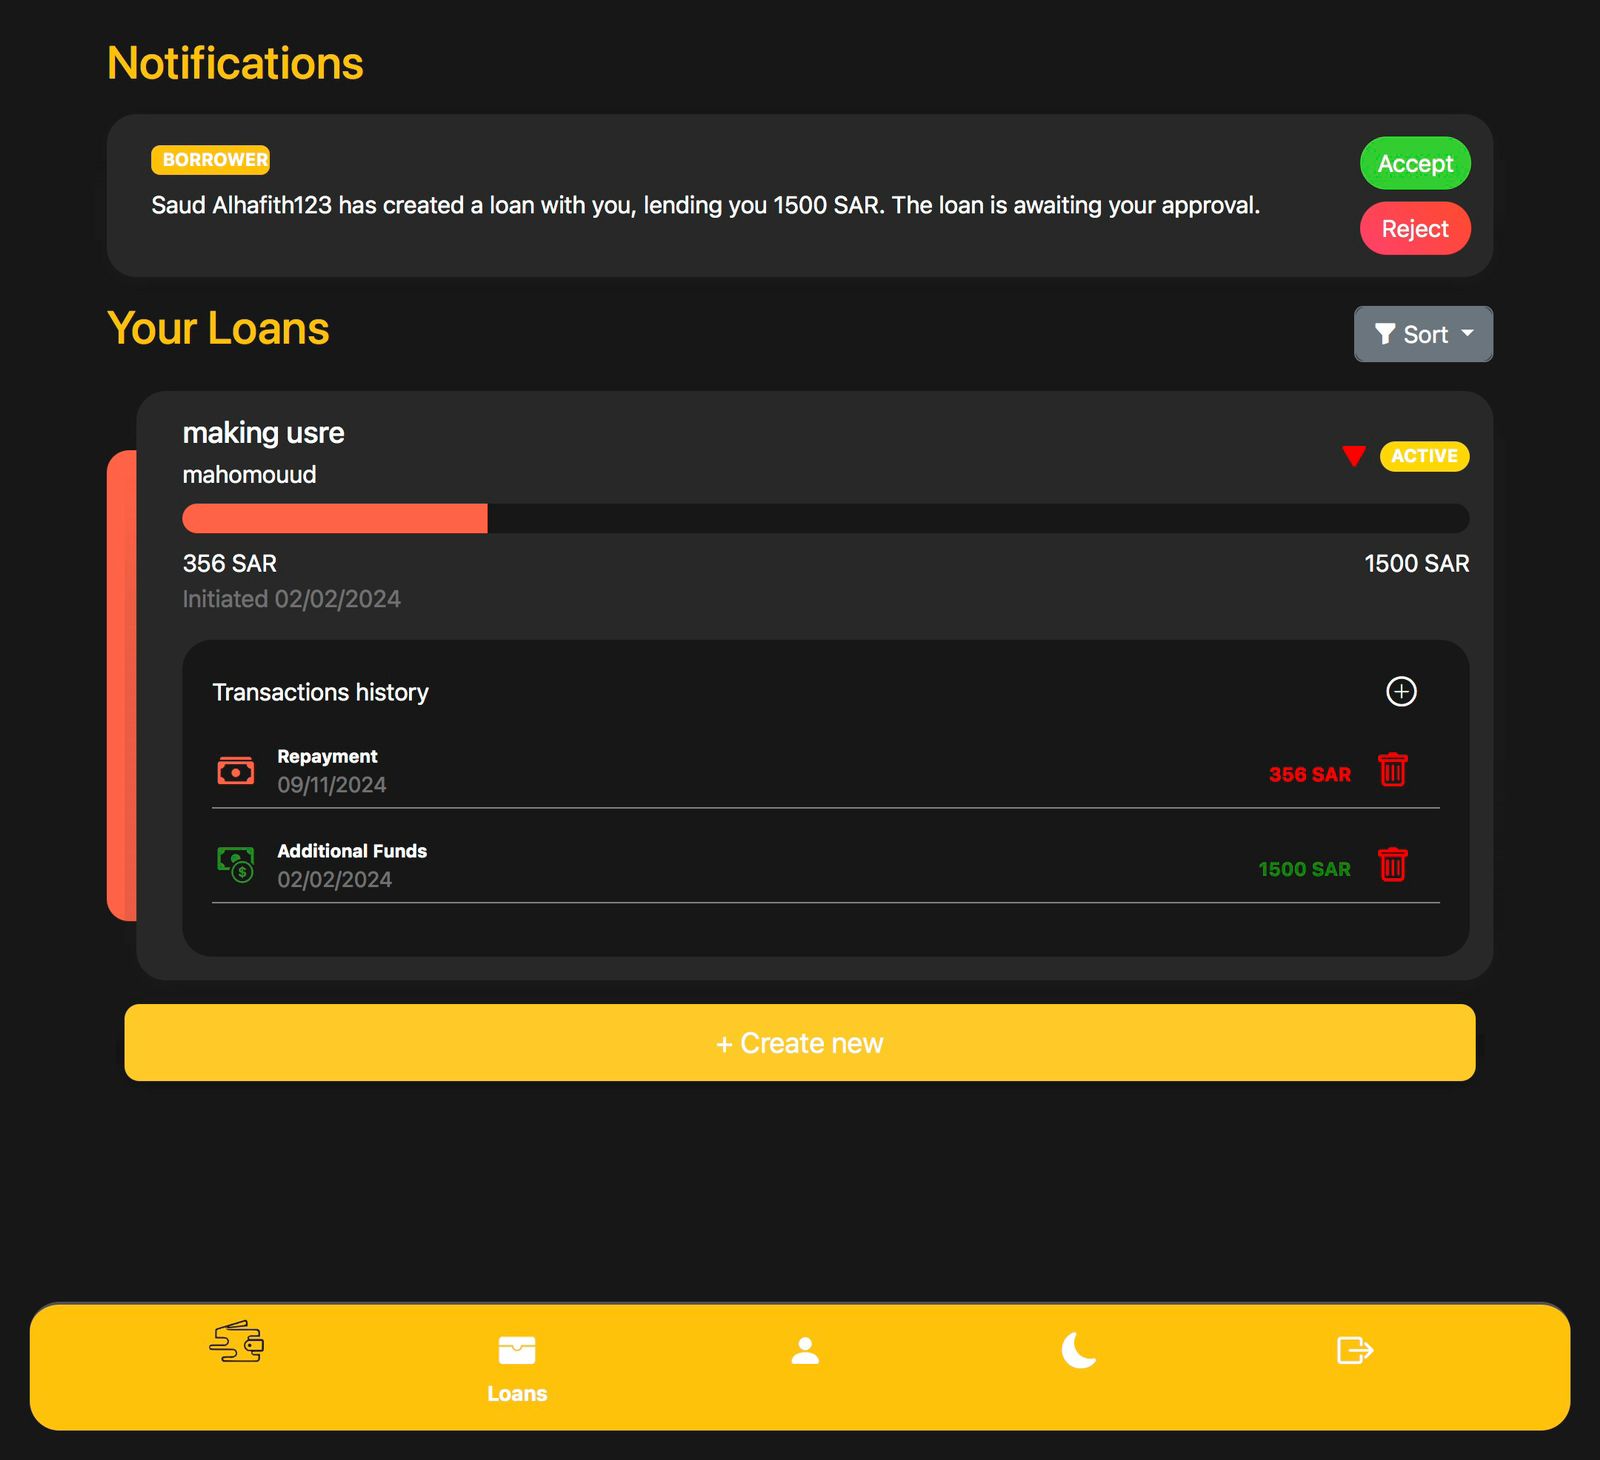 Notifications
BORROWER
Accept
Saud Alhafith123 has created a loan with you, lending you 1500 SAR. The loan is awaiting your approval.
Reject
Your Loans
Sort
making usre
ACTIVE
mahomouud
356 SAR
1500 SAR
Initiated 02/02/2024
Transactions history
Repayment
09/11/2024
356 SAR
Additional Funds
02/02/2024
1500 SAR
+ Create new
Loans